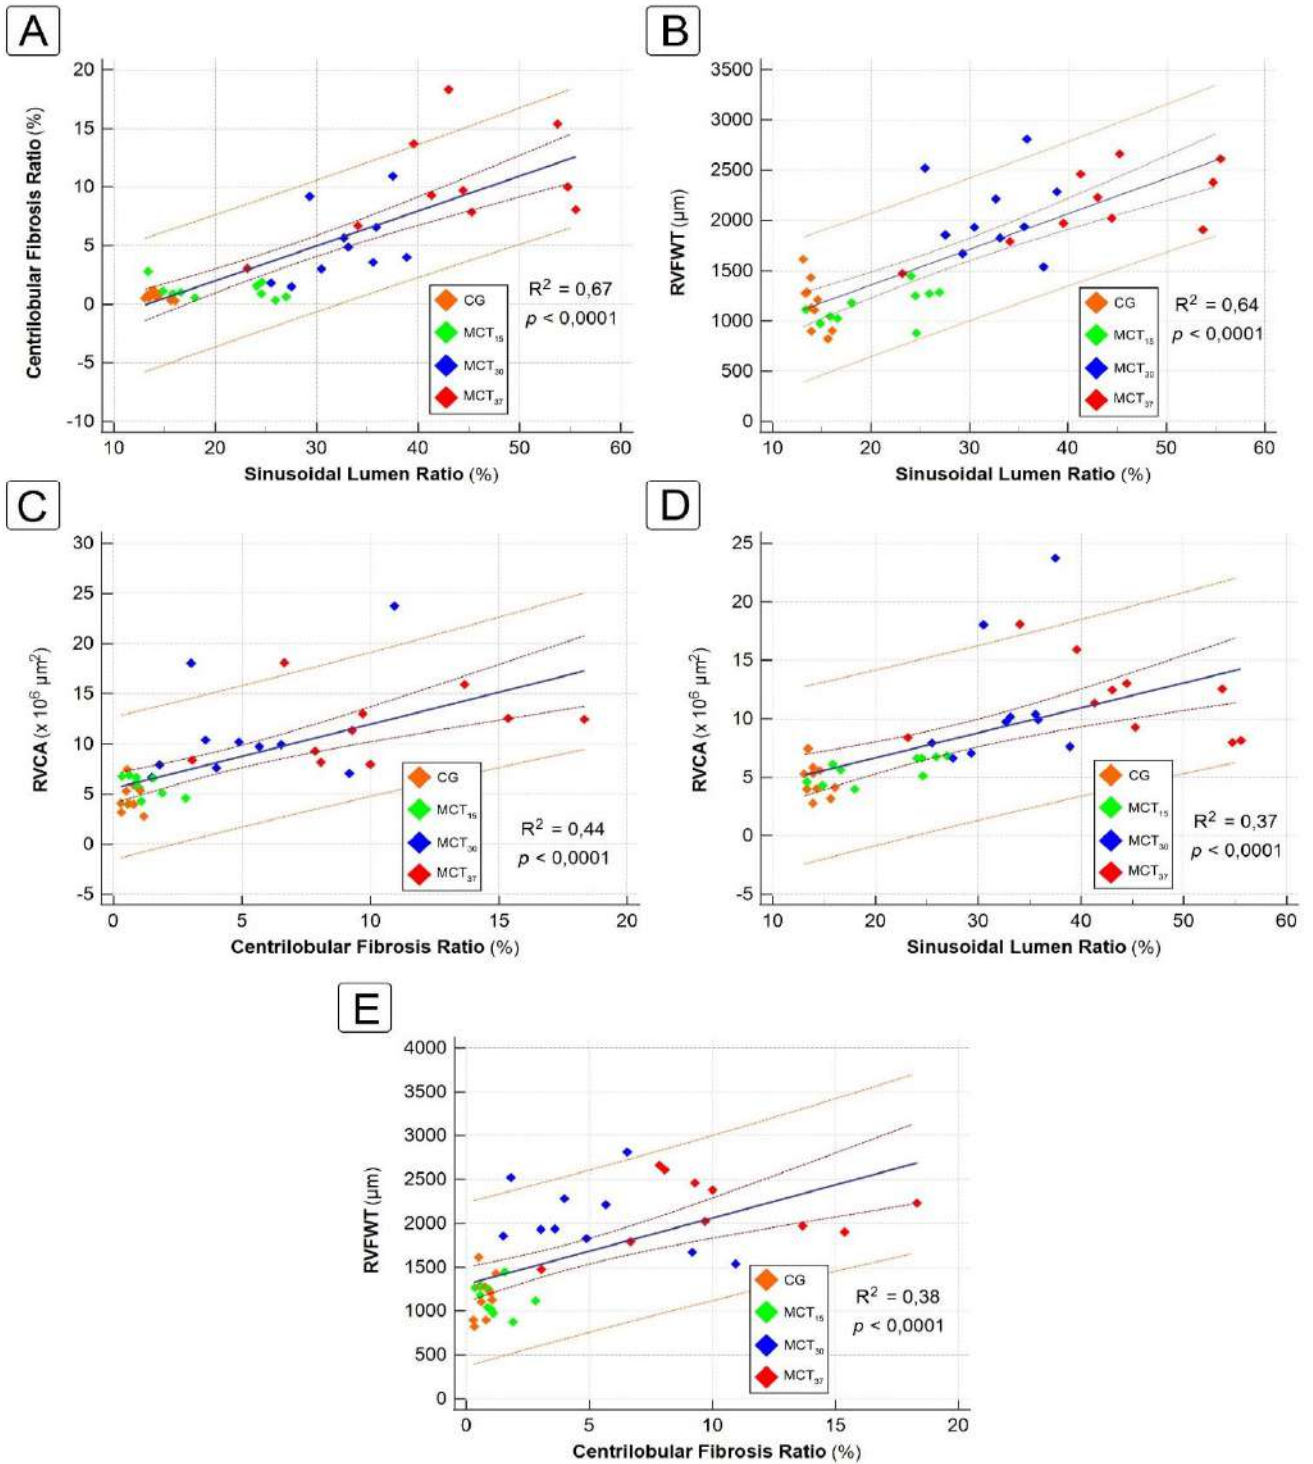 A
B
20
15
10
5
0
-5
-10
Centrilobular Fibrosis Ratio (%)
R2 = 0,67
p < 0,0001
CG
MCT15
MCT30
MCT37
10 20 30 40 50 60
Sinusoidal Lumen Ratio (%)
3500
3000
2500
2000
1500
1000
500
0
RVFWT (µm)
R2 = 0,64
p < 0,0001
CG
MCT15
MCT30
MCT37
10 20 30 40 50 60
Sinusoidal Lumen Ratio (%)
C
D
30
25
20
15
10
5
0
-5
RVCA (x 10⁶ µm²)
R2 = 0,44
p < 0,0001
CG
MCT15
MCT30
MCT37
0 5 10 15 20
Centrilobular Fibrosis Ratio (%)
25
20
15
10
5
0
-5
RVCA (x 10⁶ µm²)
R2 = 0,37
p < 0,0001
CG
MCT15
MCT30
MCT37
10 20 30 40 50 60
Sinusoidal Lumen Ratio (%)
E
4000
3500
3000
2500
2000
1500
1000
500
0
RVFWT (µm)
R2 = 0,38
p < 0,0001
CG
MCT15
MCT30
MCT37
0 5 10 15 20
Centrilobular Fibrosis Ratio (%)